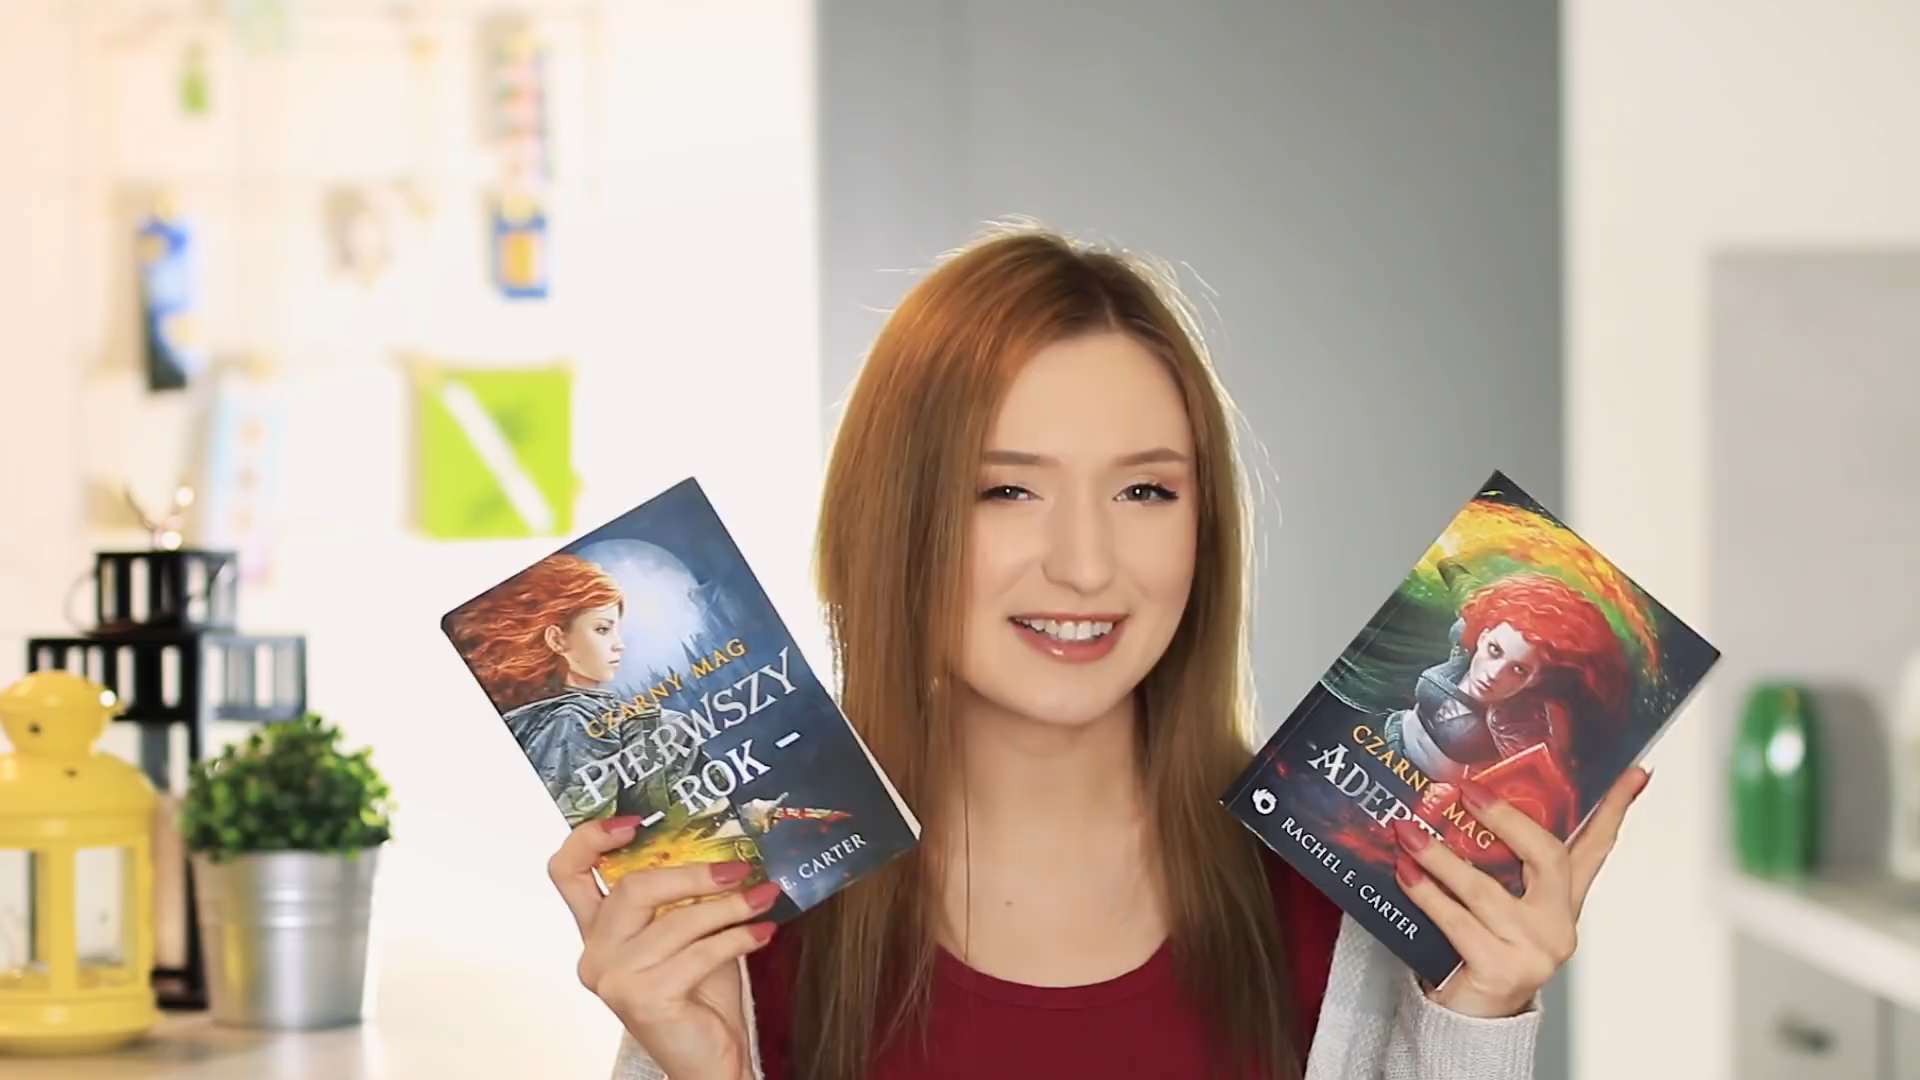 CZARNY MAG
PIERWSZY
- ROK -
E. CARTER
CZARNY MAG
RACHEL E. CARTER